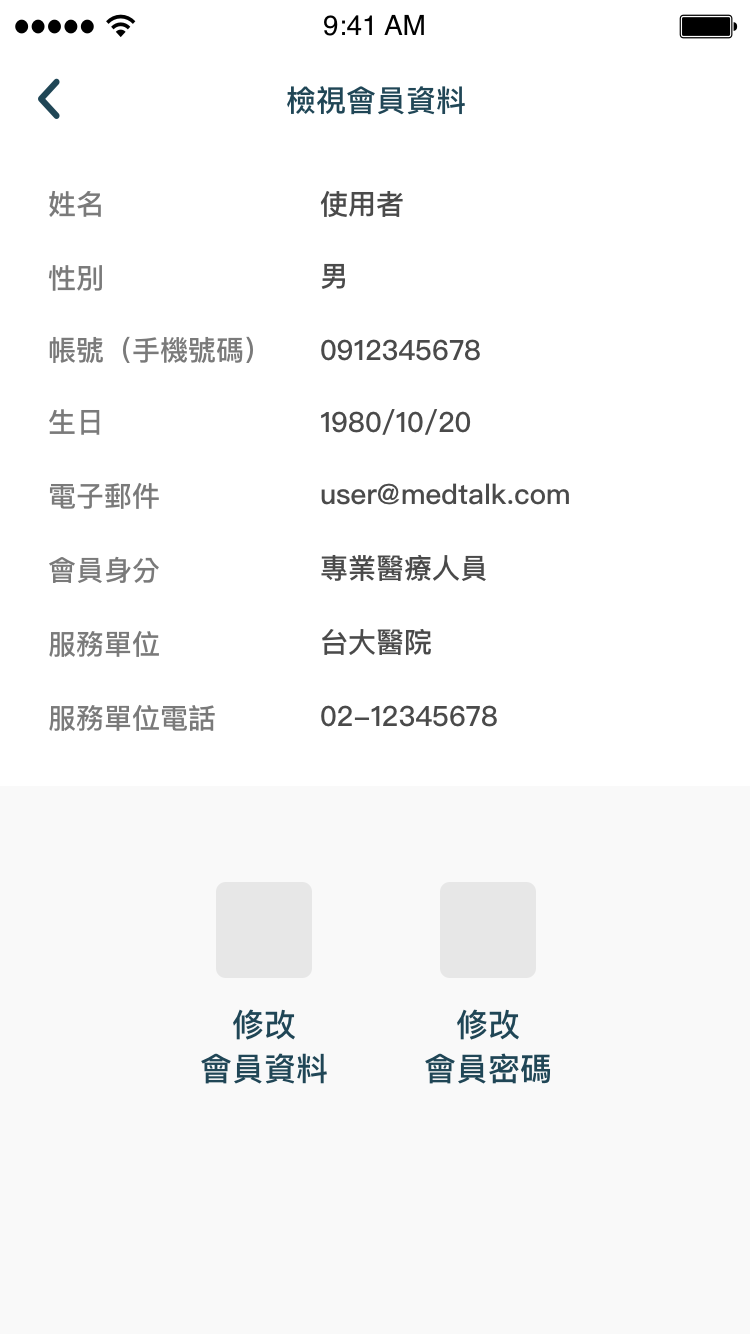 9:41 AM
檢視會員資料
姓名 使用者
性別 男
帳號（手機號碼） 0912345678
生日 1980/10/20
電子郵件 user@medtalk.com
會員身分 專業醫療人員
服務單位 台大醫院
服務單位電話 02–12345678
修改
會員資料
修改
會員密碼